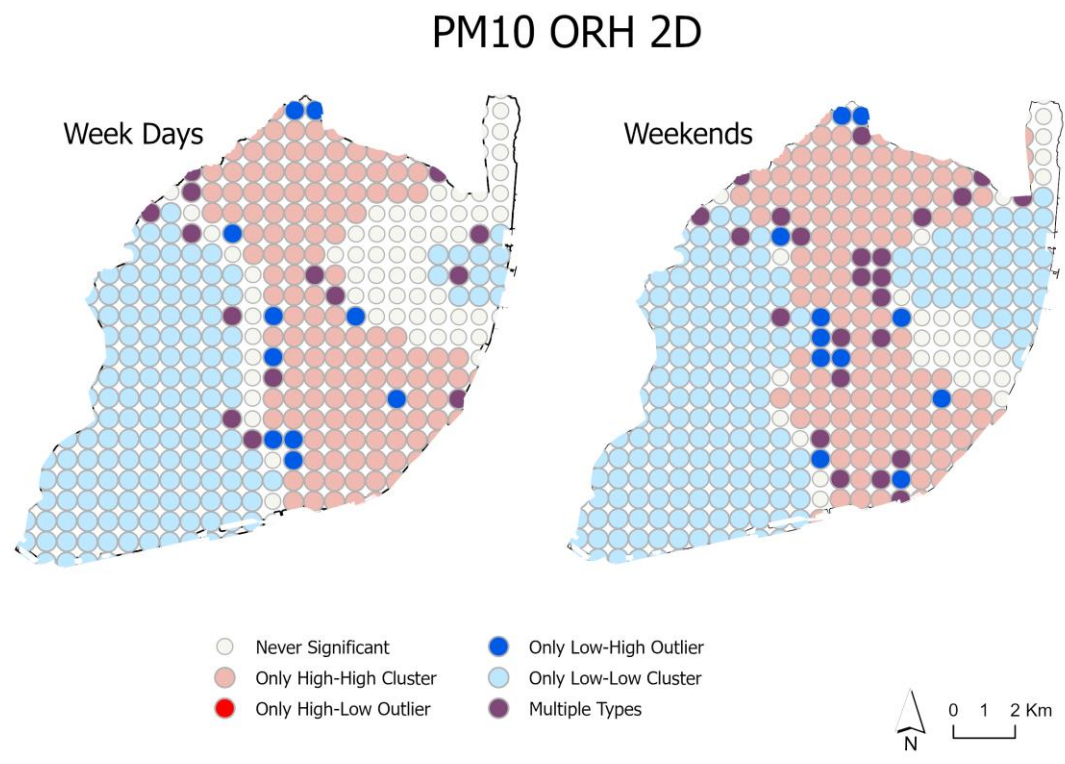 PM10 ORH 2D
Week Days
Weekends
Never Significant
Only High-High Cluster
Only High-Low Outlier
Only Low-High Outlier
Only Low-Low Cluster
Multiple Types
N
0 1 2 Km